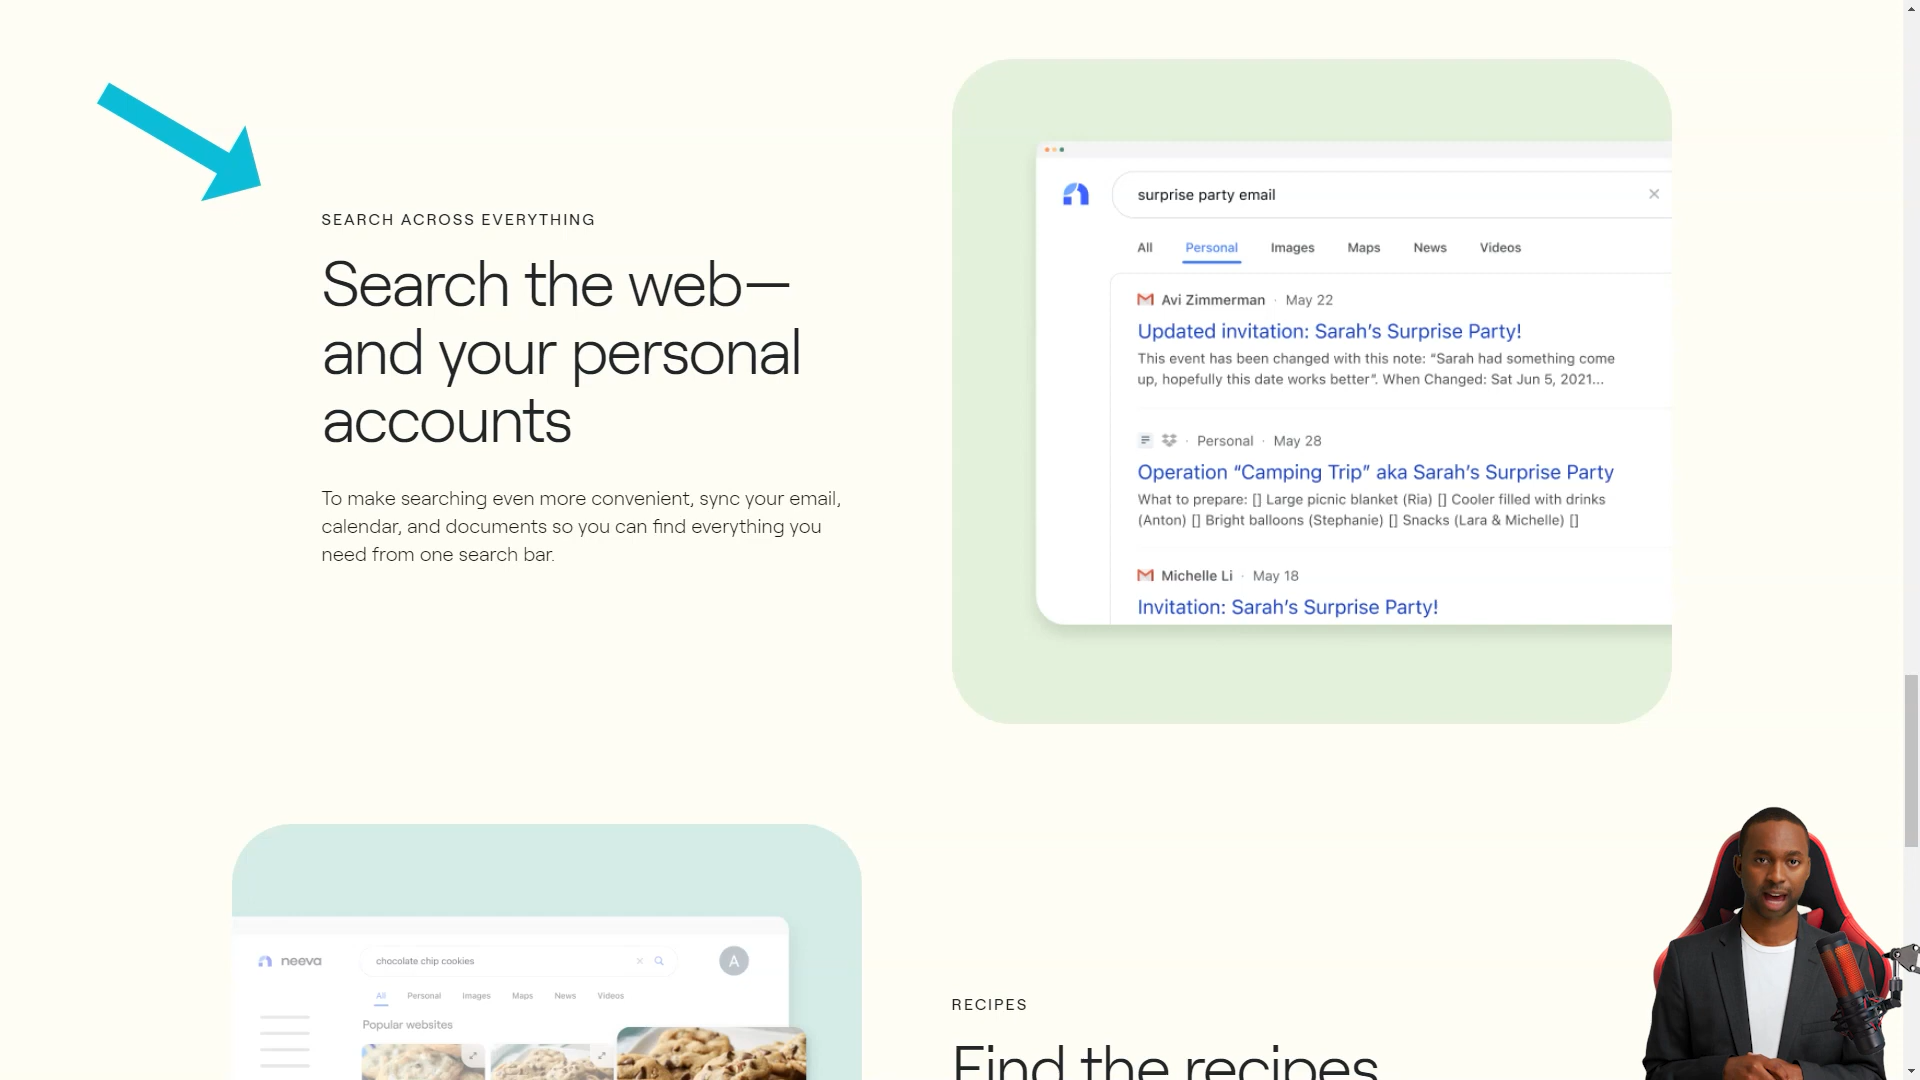 SEARCH ACROSS EVERYTHING
Search the web—
and your personal
accounts
To make searching even more convenient, sync your email,
calendar, and documents so you can find everything you
need from one search bar.
surprise party email
All Personal Images Maps News Videos
Avi Zimmerman · May 22
Updated invitation: Sarah’s Surprise Party!
This event has been changed with this note: “Sarah had something come
up, hopefully this date works better”. When Changed: Sat Jun 5, 2021...
· Personal · May 28
Operation “Camping Trip” aka Sarah’s Surprise Party
What to prepare: [] Large picnic blanket (Ria) [] Cooler filled with drinks
(Anton) [] Bright balloons (Stephanie) [] Snacks (Lara & Michelle) []
Michelle Li · May 18
Invitation: Sarah’s Surprise Party!
neeva
chocolate chip cookies
A
All Personal Images Maps News Videos
Popular websites
RECIPES
Find the recipes